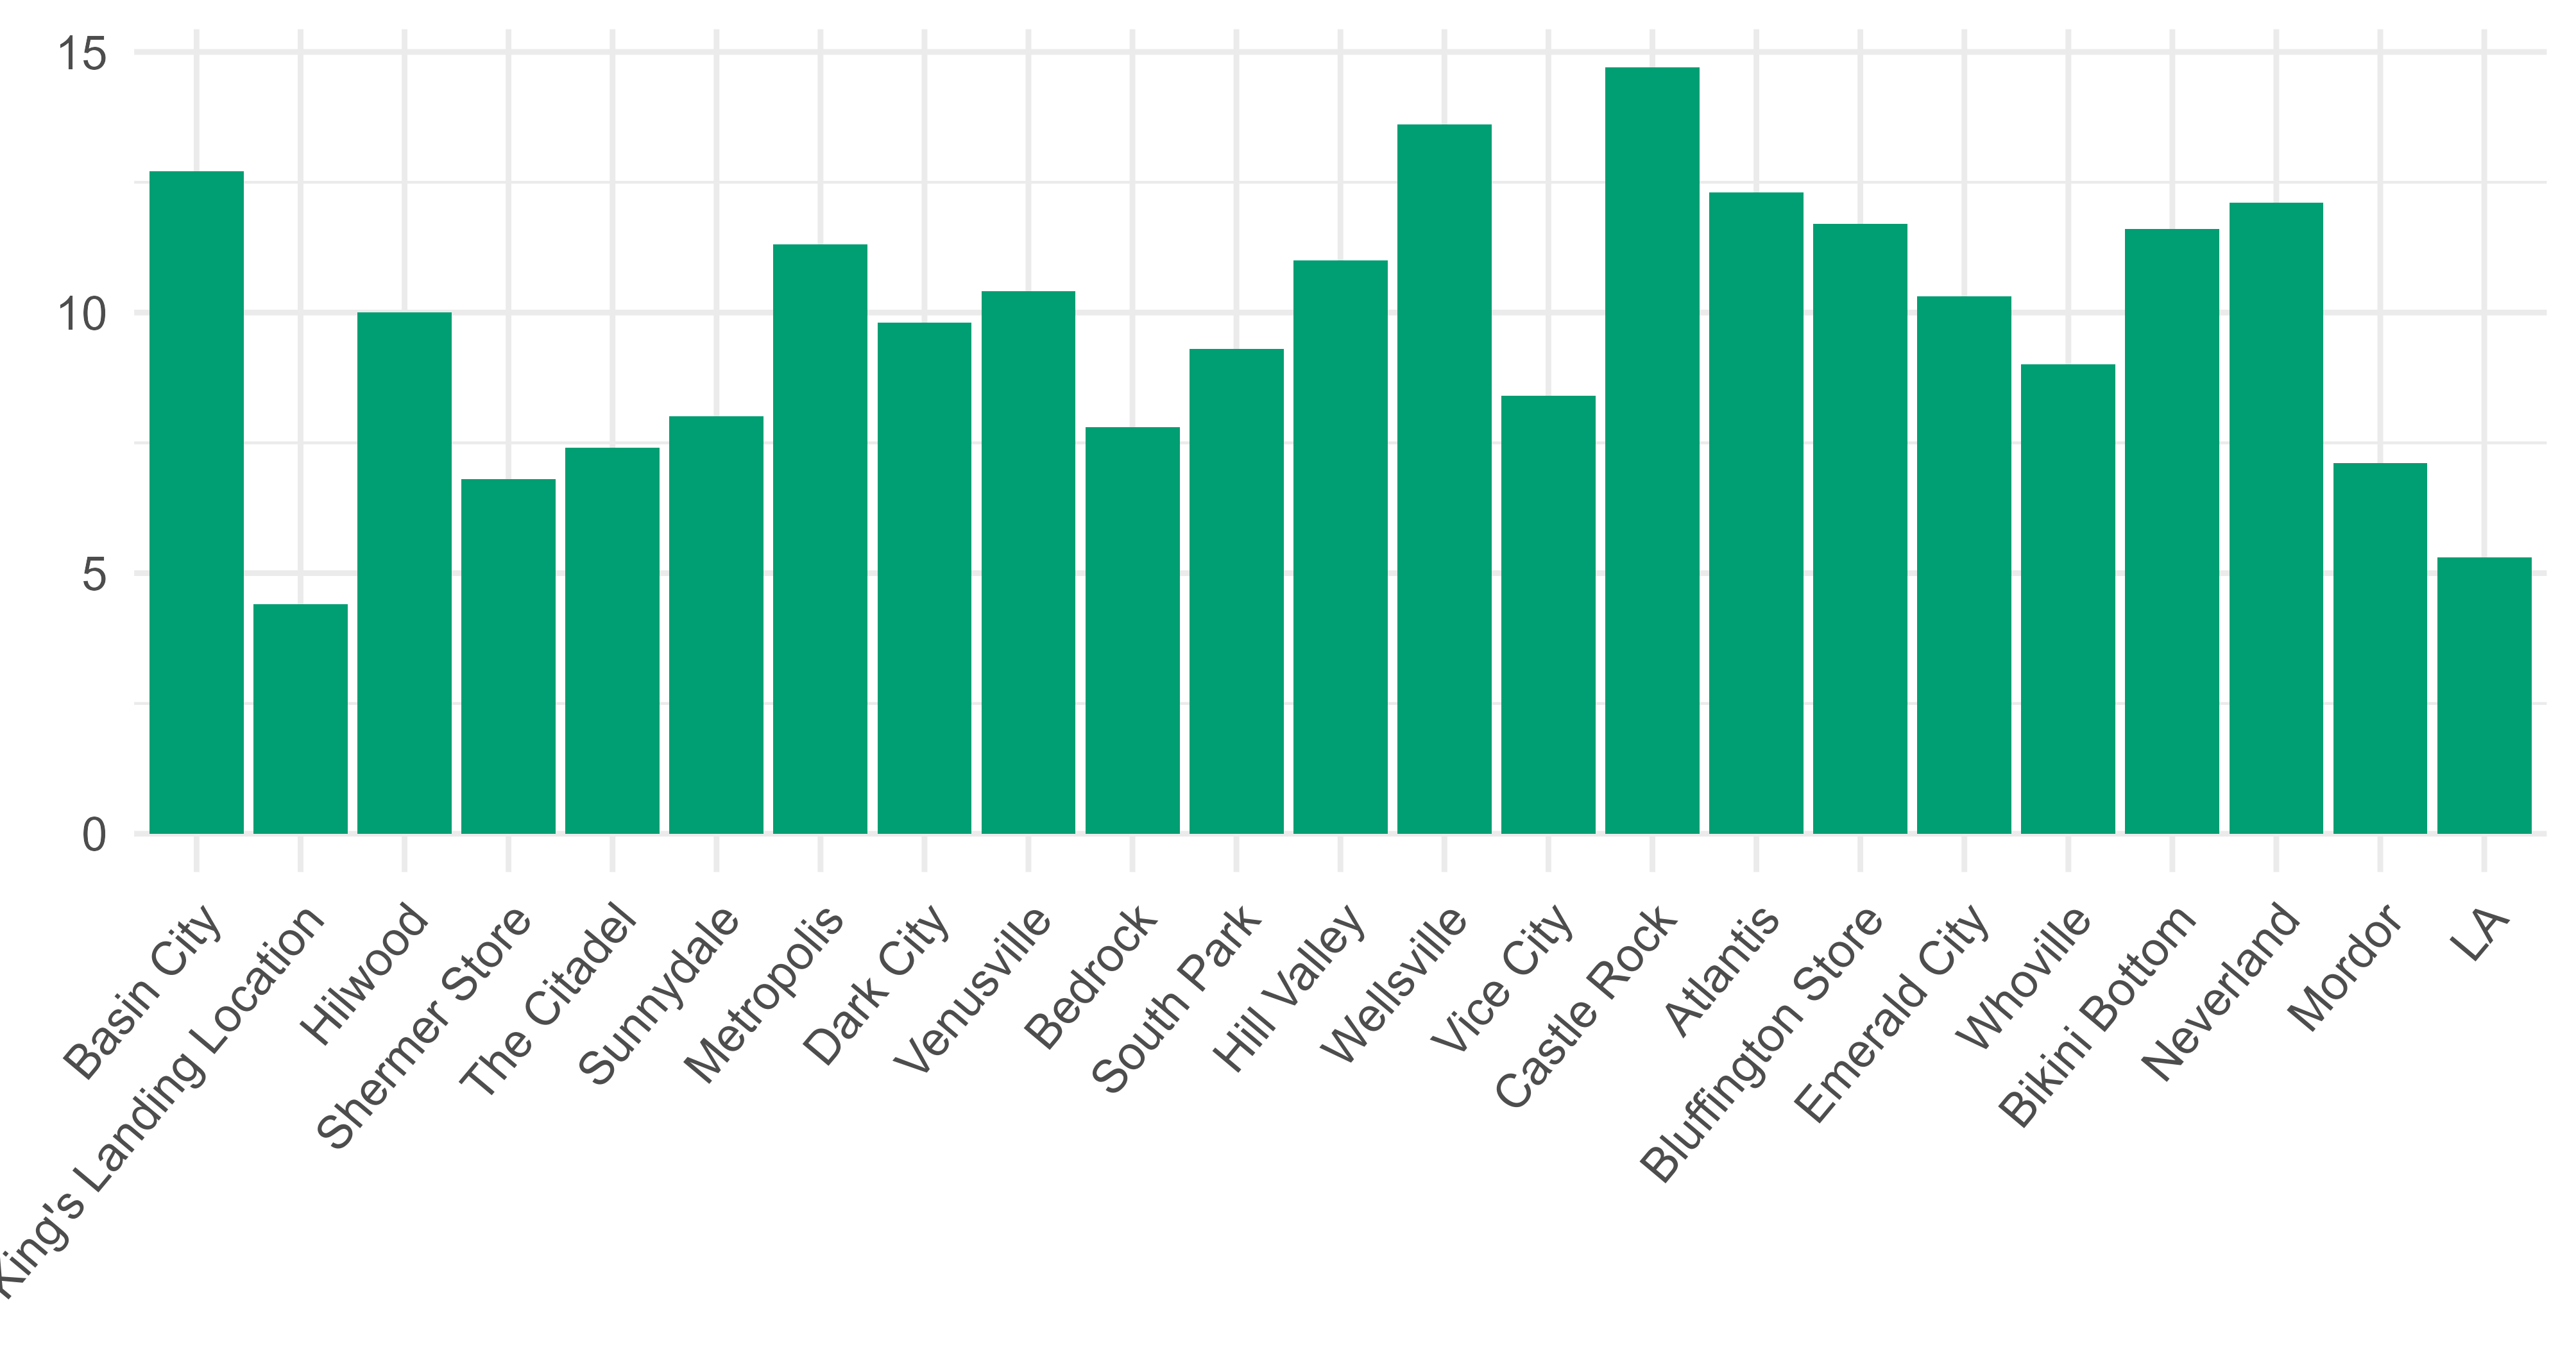 15
10
5
0
Basin City
King's Landing Location
Hilwood
Shermer Store
The Citadel
Sunnydale
Metropolis
Dark City
Venusville
Bedrock
South Park
Hill Valley
Wellsville
Vice City
Castle Rock
Atlantis
Bluffington Store
Emerald City
Whoville
Bikini Bottom
Neverland
Mordor
LA